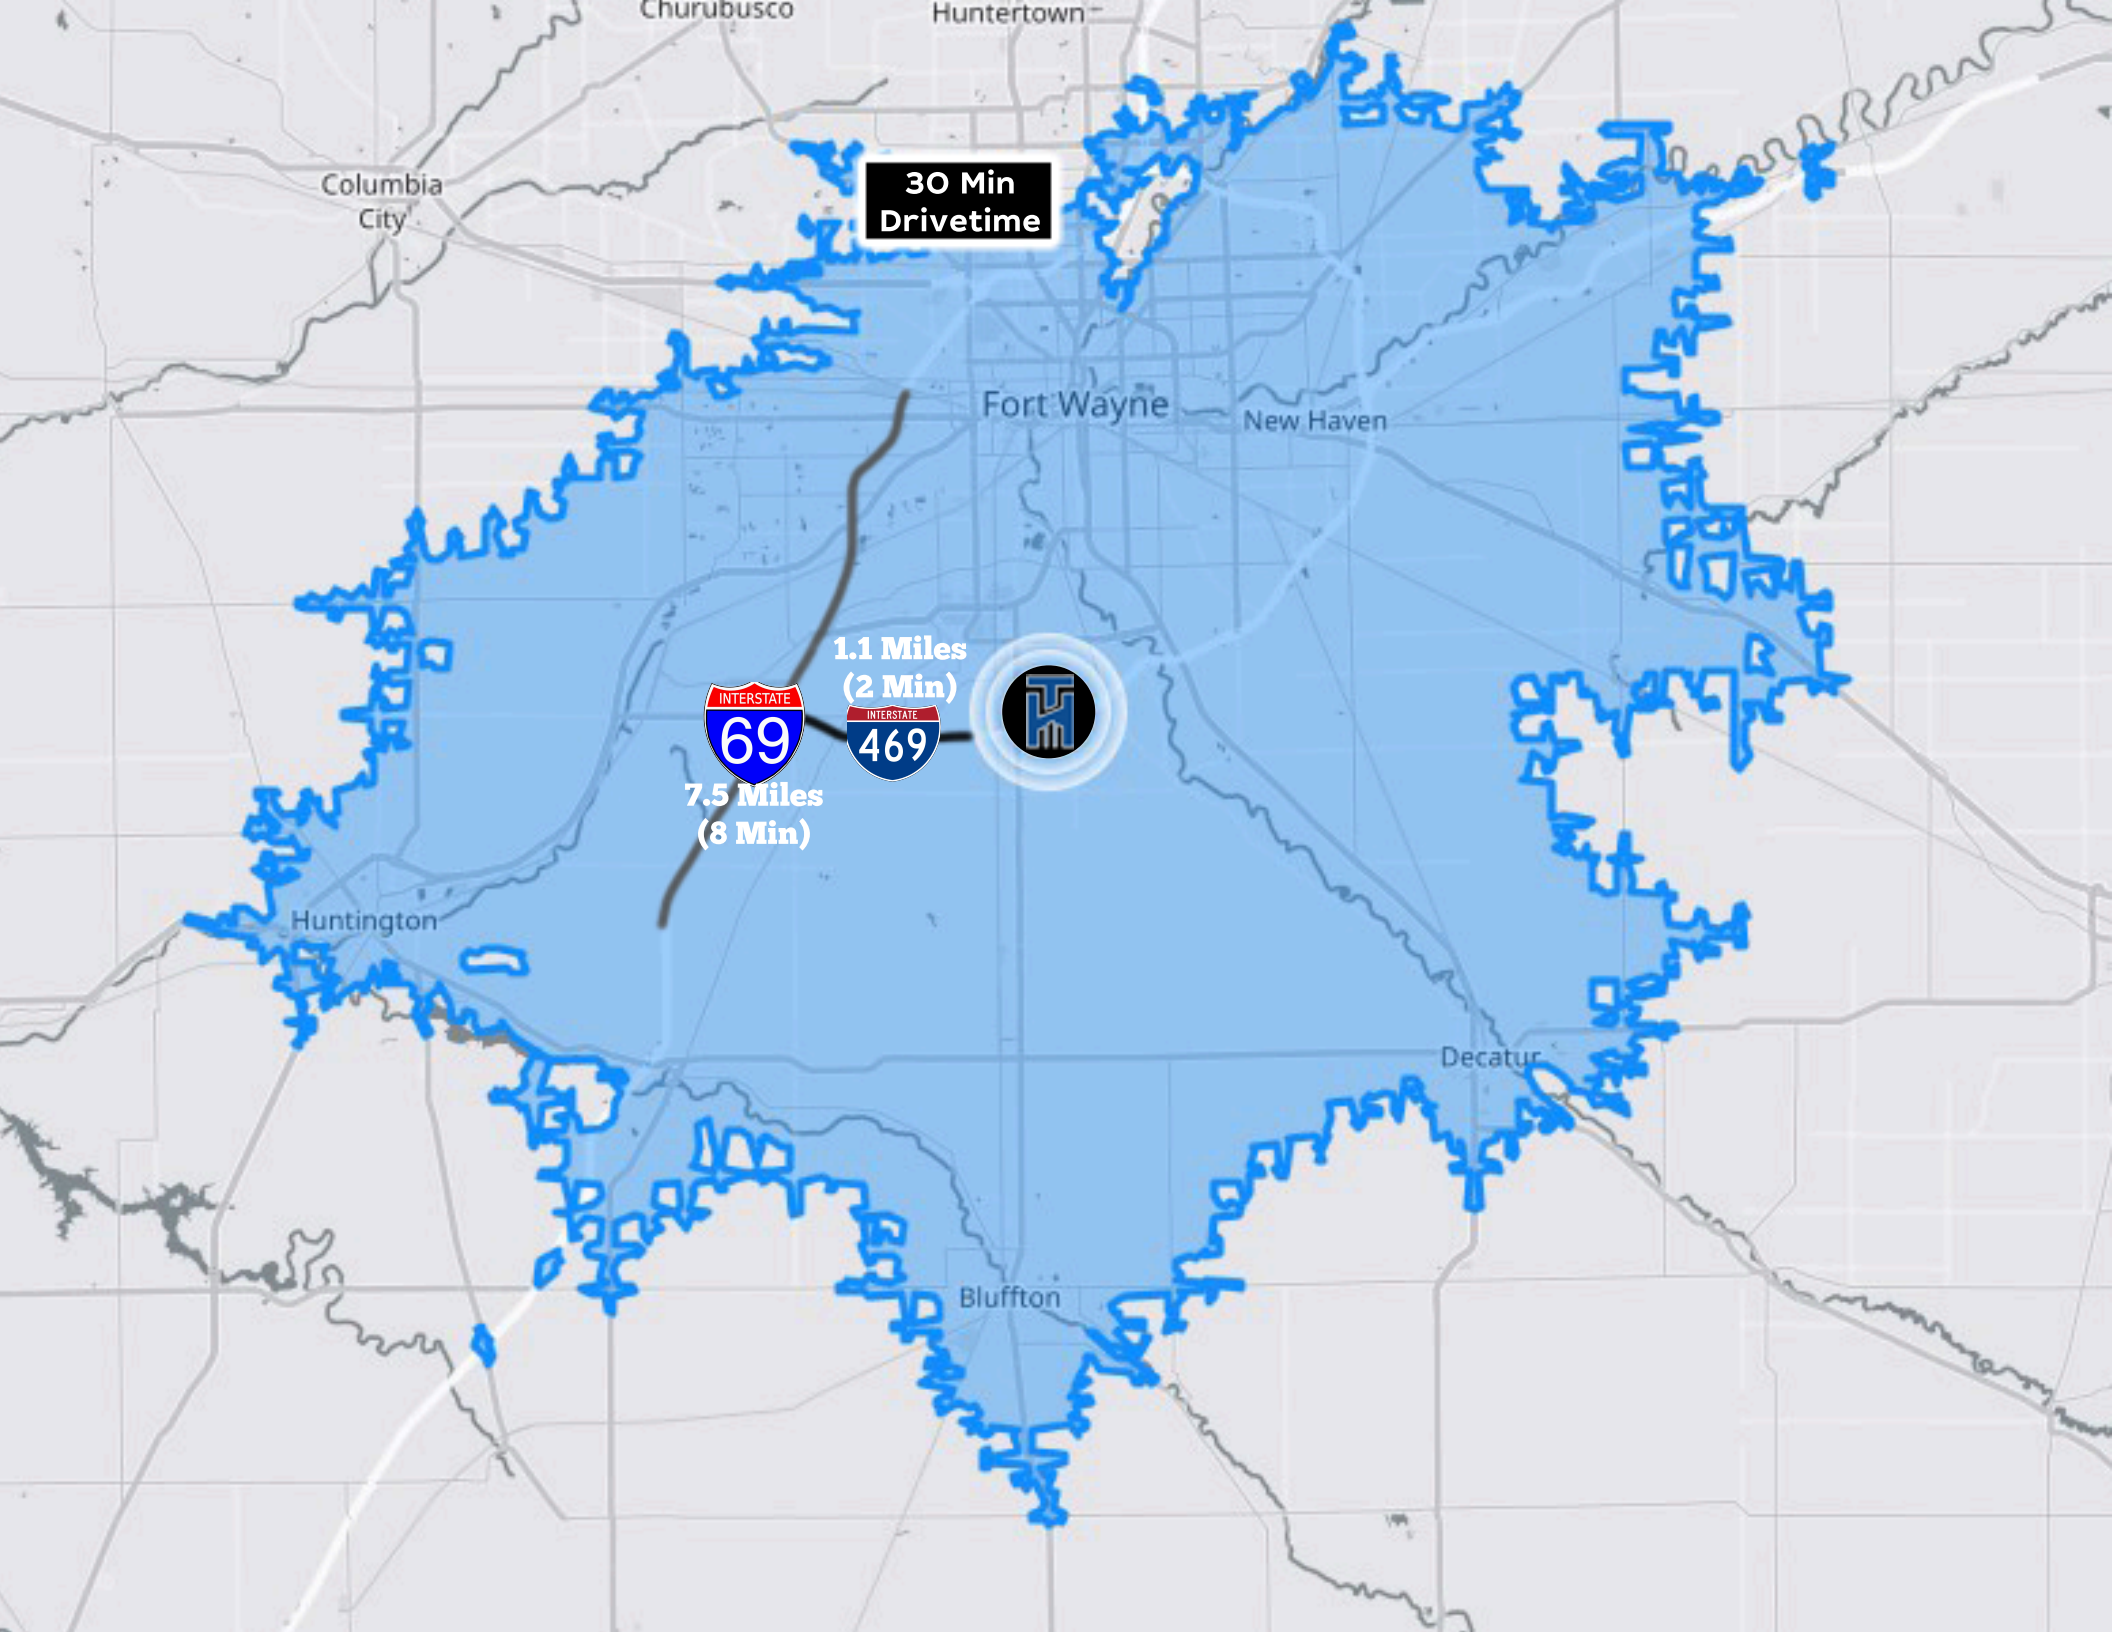 Churubusco
Huntertown
Columbia
City
30 Min
Drivetime
Fort Wayne
New Haven
1.1 Miles
(2 Min)
INTERSTATE
69
INTERSTATE
469
7.5 Miles
(8 Min)
Huntington
Decatur
Bluffton